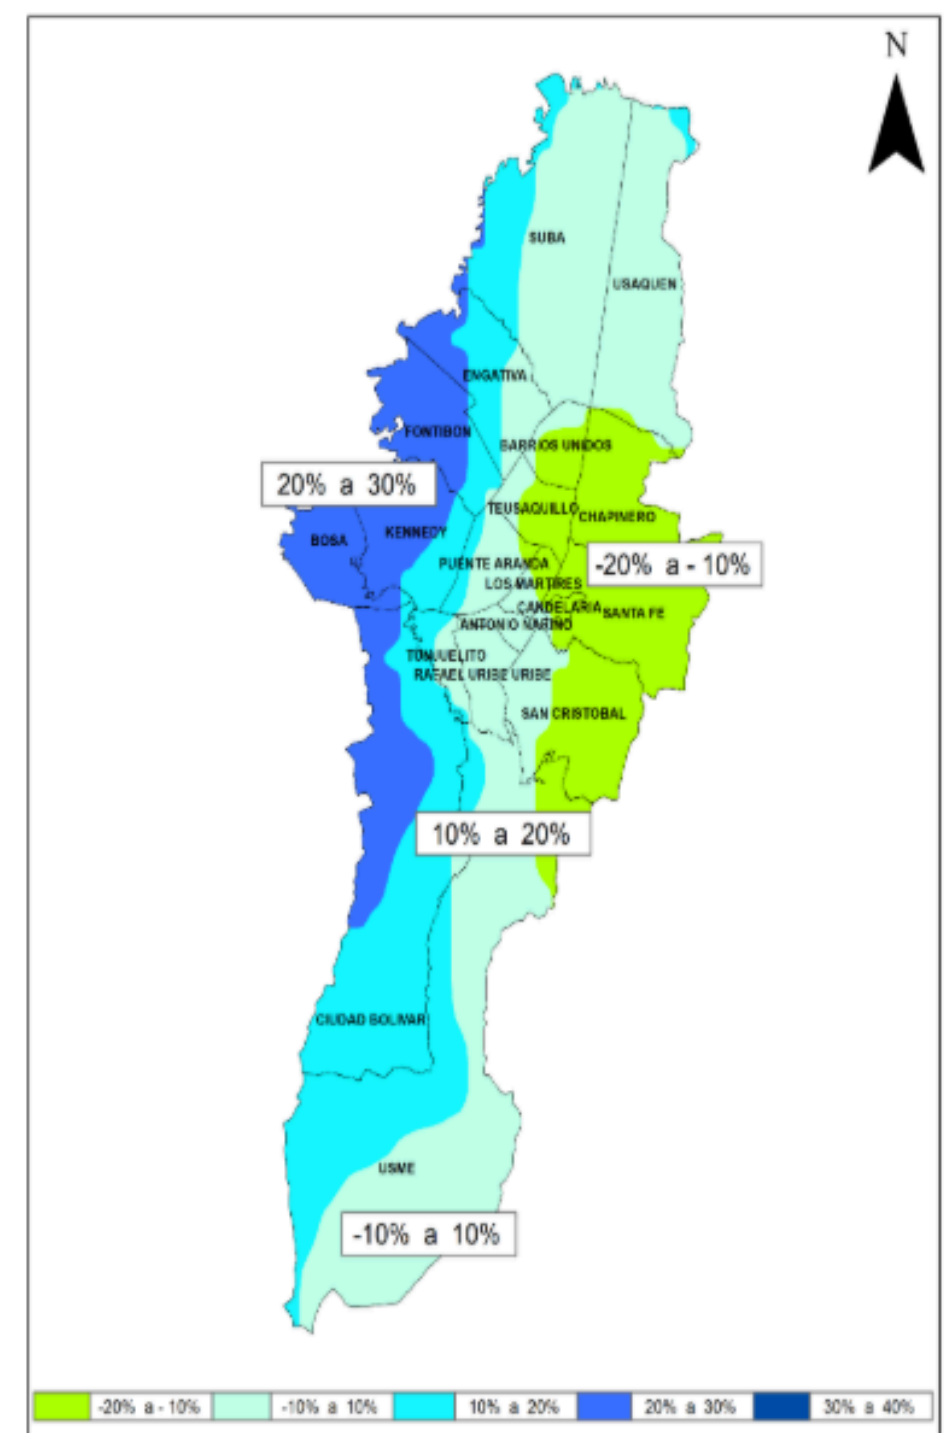 N
SUBA
USAQUEN
ENGATIVA
FONTIBON
BARRIOS UNIDOS
20% a 30%
TEUSAQUILLO
CHAPINERO
KENNEDY
BOSA
PUENTE ARANDA
-20% a - 10%
LOS MARTIRES
CANDELARIA
SANTA FE
ANTONIO NARIÑO
TUNJUELITO
RAFAEL URIBE URIBE
SAN CRISTOBAL
10% a 20%
CIUDAD BOLIVAR
USME
-10% a 10%
-20% a - 10%
-10% a 10%
10% a 20%
20% a 30%
30% a 40%